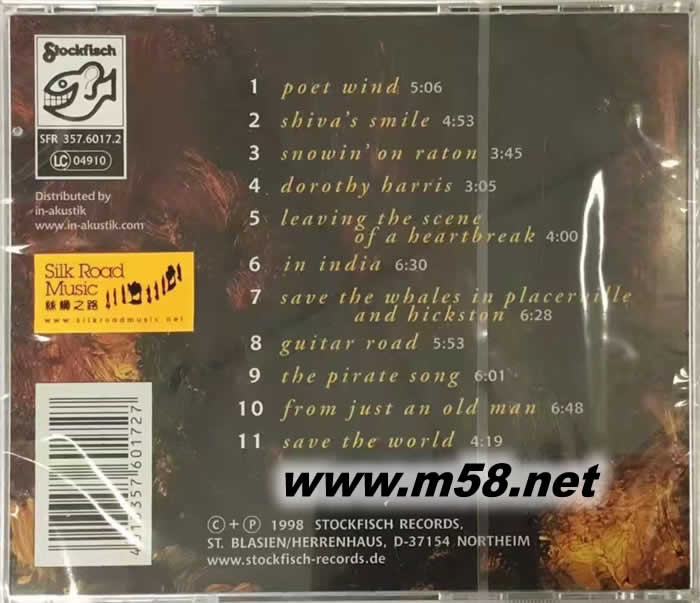 Stockfisch
SFR 357.6017.2
LC 04910
Distributed by
in-akustik
www.in-akustik.com
Silk Road
Music
絲綢之路
www.silkroadmusic.net
1 poet wind 5:06
2 shiva's smile 4:53
3 snowin' on raton 3:45
4 dorothy harris 3:05
5 leaving the scene
of a heartbreak 4:00
6 in india 6:30
7 save the whales in placerville
and hickston 6:28
8 guitar road 5:53
9 the pirate song 6:01
10 from just an old man 6:48
11 save the world 4:19
www.m58.net
C + P 1998 STOCKFISCH RECORDS,
ST. BLASIEN/HERRENHAUS, D-37154 NORTHEIM
www.stockfisch-records.de